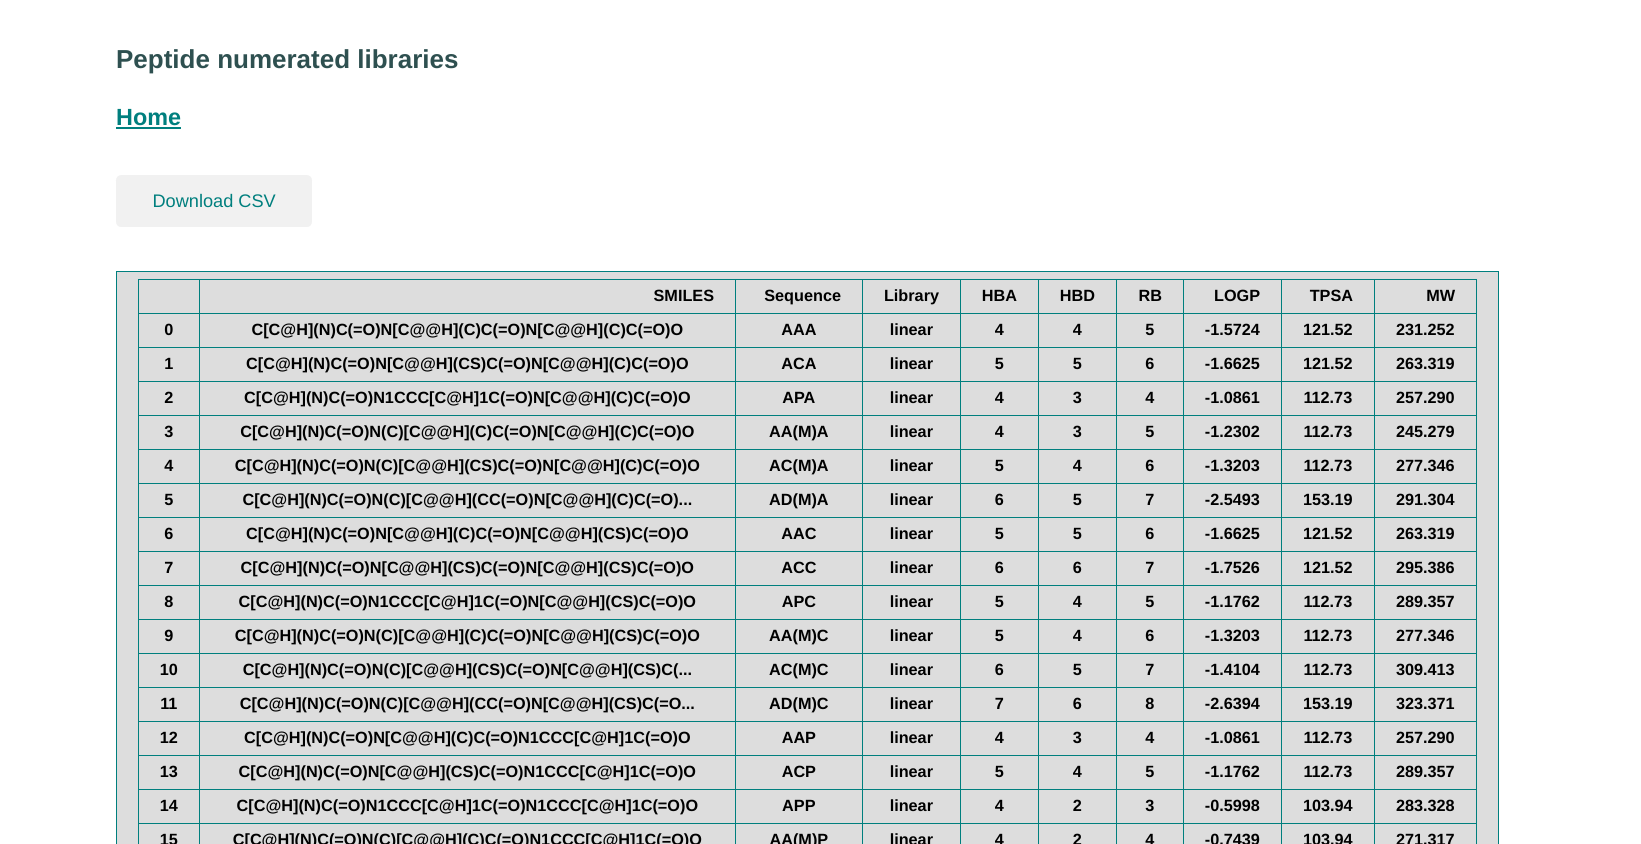 Peptide numerated libraries
Home
Download CSV
SMILES Sequence Library HBA HBD RB LOGP TPSA MW
0 C[C@H](N)C(=O)N[C@@H](C)C(=O)N[C@@H](C)C(=O)O AAA linear 4 4 5 -1.5724 121.52 231.252
1 C[C@H](N)C(=O)N[C@@H](CS)C(=O)N[C@@H](C)C(=O)O ACA linear 5 5 6 -1.6625 121.52 263.319
2 C[C@H](N)C(=O)N1CCC[C@H]1C(=O)N[C@@H](C)C(=O)O APA linear 4 3 4 -1.0861 112.73 257.290
3 C[C@H](N)C(=O)N(C)[C@@H](C)C(=O)N[C@@H](C)C(=O)O AA(M)A linear 4 3 5 -1.2302 112.73 245.279
4 C[C@H](N)C(=O)N(C)[C@@H](CS)C(=O)N[C@@H](C)C(=O)O AC(M)A linear 5 4 6 -1.3203 112.73 277.346
5 C[C@H](N)C(=O)N(C)[C@@H](CC(=O)N[C@@H](C)C(=O)... AD(M)A linear 6 5 7 -2.5493 153.19 291.304
6 C[C@H](N)C(=O)N[C@@H](C)C(=O)N[C@@H](CS)C(=O)O AAC linear 5 5 6 -1.6625 121.52 263.319
7 C[C@H](N)C(=O)N[C@@H](CS)C(=O)N[C@@H](CS)C(=O)O ACC linear 6 6 7 -1.7526 121.52 295.386
8 C[C@H](N)C(=O)N1CCC[C@H]1C(=O)N[C@@H](CS)C(=O)O APC linear 5 4 5 -1.1762 112.73 289.357
9 C[C@H](N)C(=O)N(C)[C@@H](C)C(=O)N[C@@H](CS)C(=O)O AA(M)C linear 5 4 6 -1.3203 112.73 277.346
10 C[C@H](N)C(=O)N(C)[C@@H](CS)C(=O)N[C@@H](CS)C(... AC(M)C linear 6 5 7 -1.4104 112.73 309.413
11 C[C@H](N)C(=O)N(C)[C@@H](CC(=O)N[C@@H](CS)C(=O... AD(M)C linear 7 6 8 -2.6394 153.19 323.371
12 C[C@H](N)C(=O)N[C@@H](C)C(=O)N1CCC[C@H]1C(=O)O AAP linear 4 3 4 -1.0861 112.73 257.290
13 C[C@H](N)C(=O)N[C@@H](CS)C(=O)N1CCC[C@H]1C(=O)O ACP linear 5 4 5 -1.1762 112.73 289.357
14 C[C@H](N)C(=O)N1CCC[C@H]1C(=O)N1CCC[C@H]1C(=O)O APP linear 4 2 3 -0.5998 103.94 283.328
15 C[C@H](N)C(=O)N(C)[C@@H](C)C(=O)N1CCC[C@H]1C(=O)O AA(M)P linear 4 2 4 -0.7439 103.94 271.317